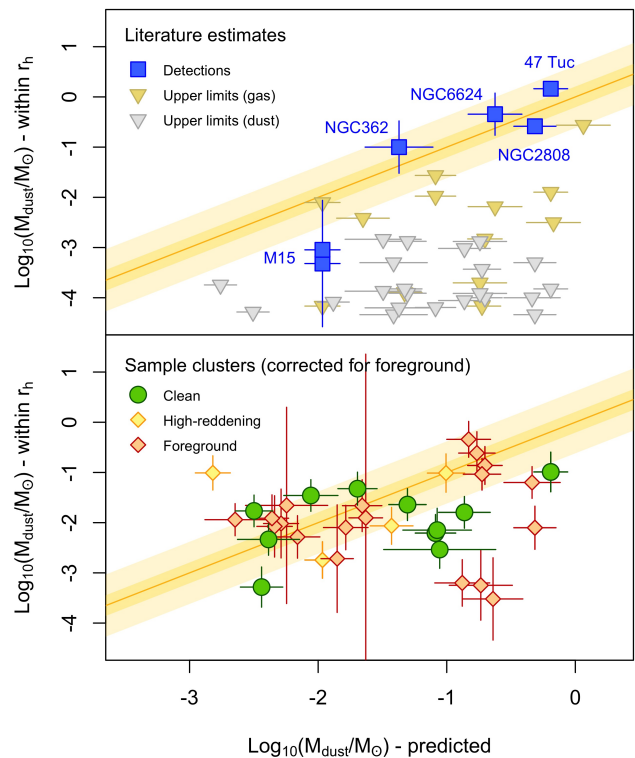 Literature estimates
Detections
Upper limits (gas)
Upper limits (dust)
47 Tuc
NGC6624
NGC362
NGC2808
M15
1
0
-1
-2
-3
-4
Log10(Mdust/M⊙) - within rh
Sample clusters (corrected for foreground)
Clean
High-reddening
Foreground
1
0
-1
-2
-3
-4
Log10(Mdust/M⊙) - within rh
-3 -2 -1 0
Log10(Mdust/M⊙) - predicted